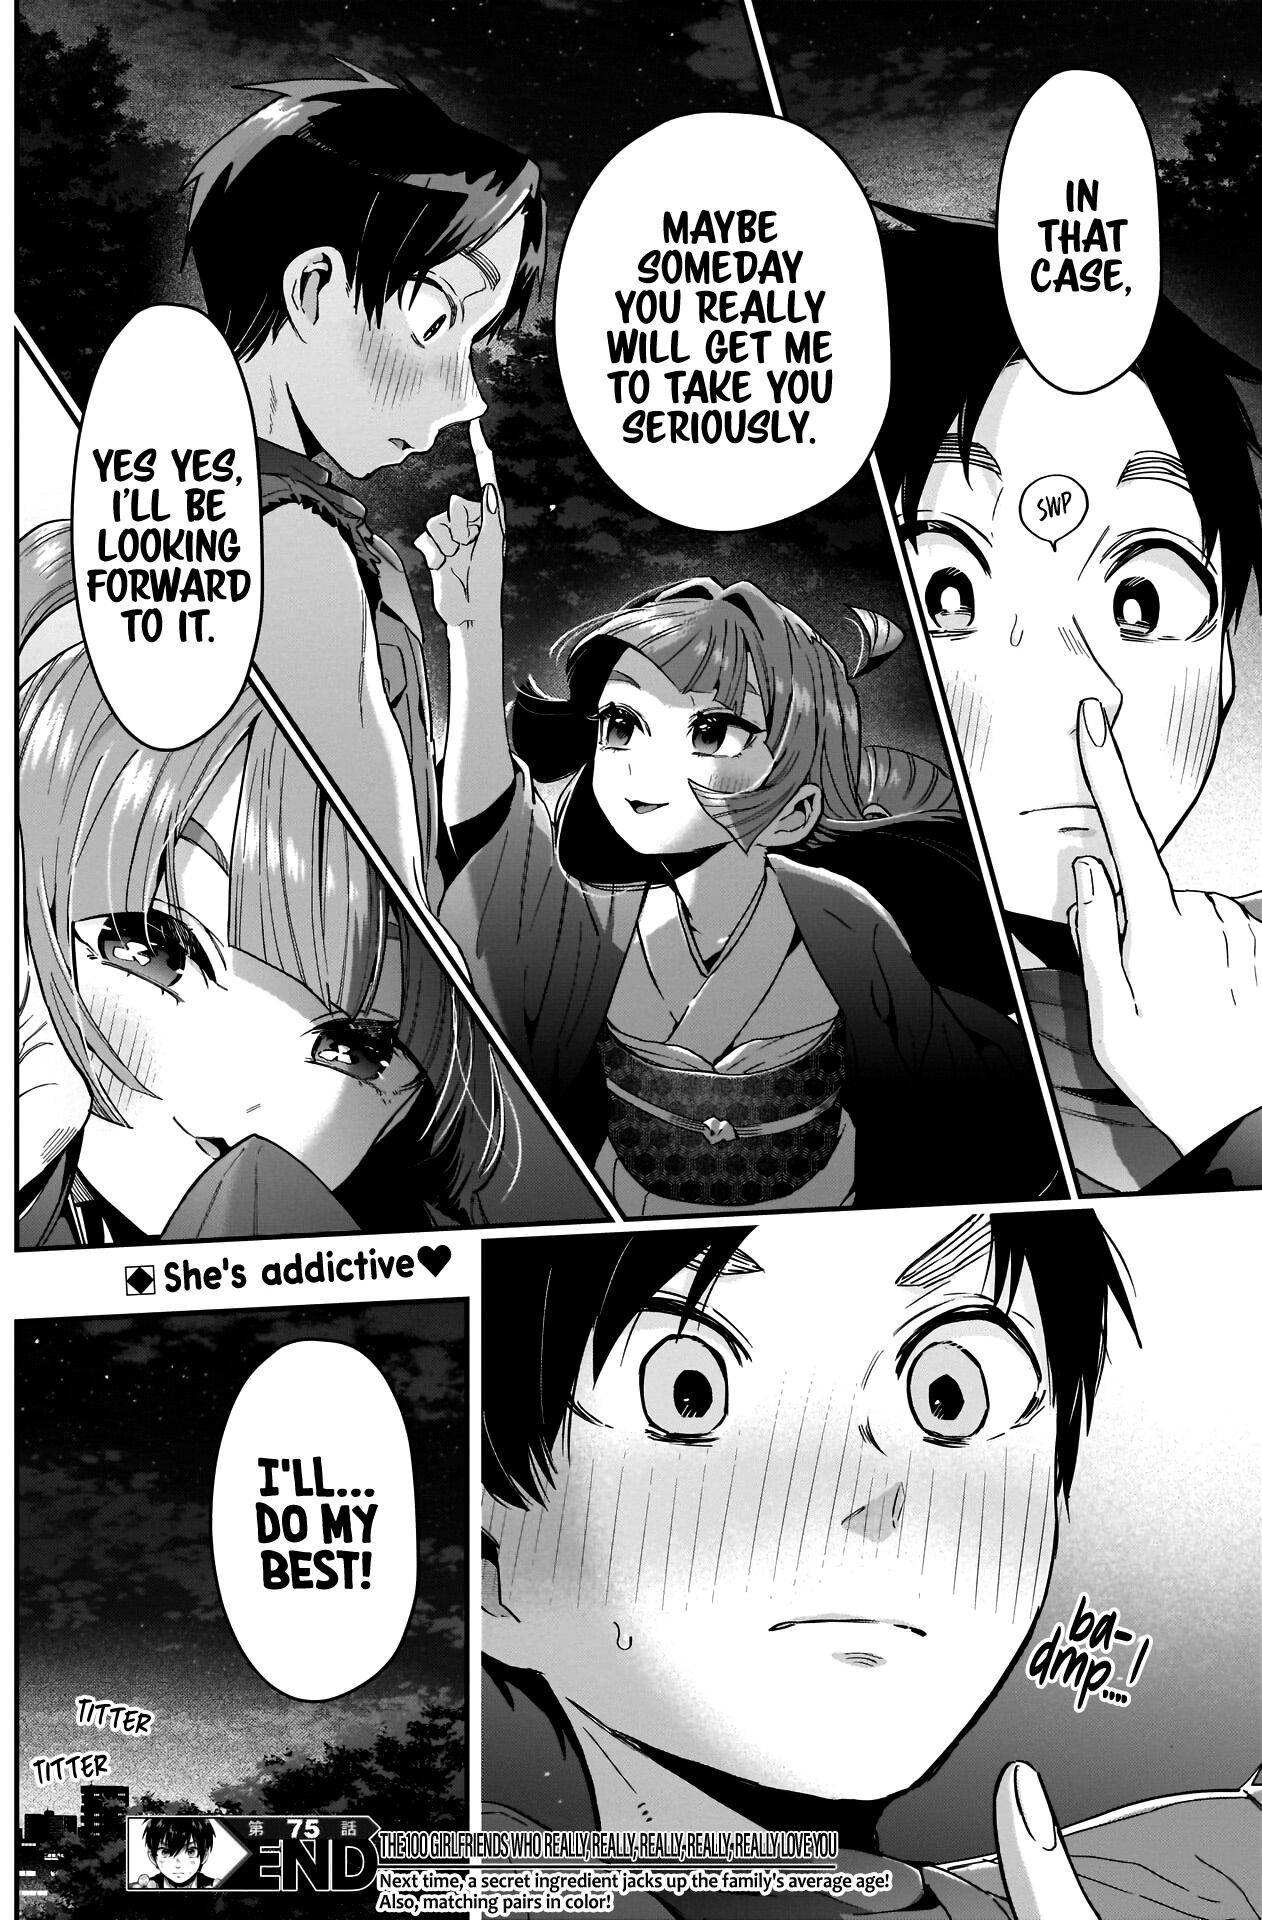 IN
THAT
CASE,
SWP
MAYBE
SOMEDAY
YOU REALLY
WILL GET ME
TO TAKE YOU
SERIOUSLY.
YES YES,
I'LL BE
LOOKING
FORWARD
TO IT.
She's addictive♥
ba-
dmp....!
I'LL...
DO MY
BEST!
TITTER
TITTER
第75話
END
THE 100 GIRLFRIENDS WHO REALLY, REALLY, REALLY, REALLY, REALLY LOVE YOU
Next time, a secret ingredient jacks up the family's average age!
Also, matching pairs in color!